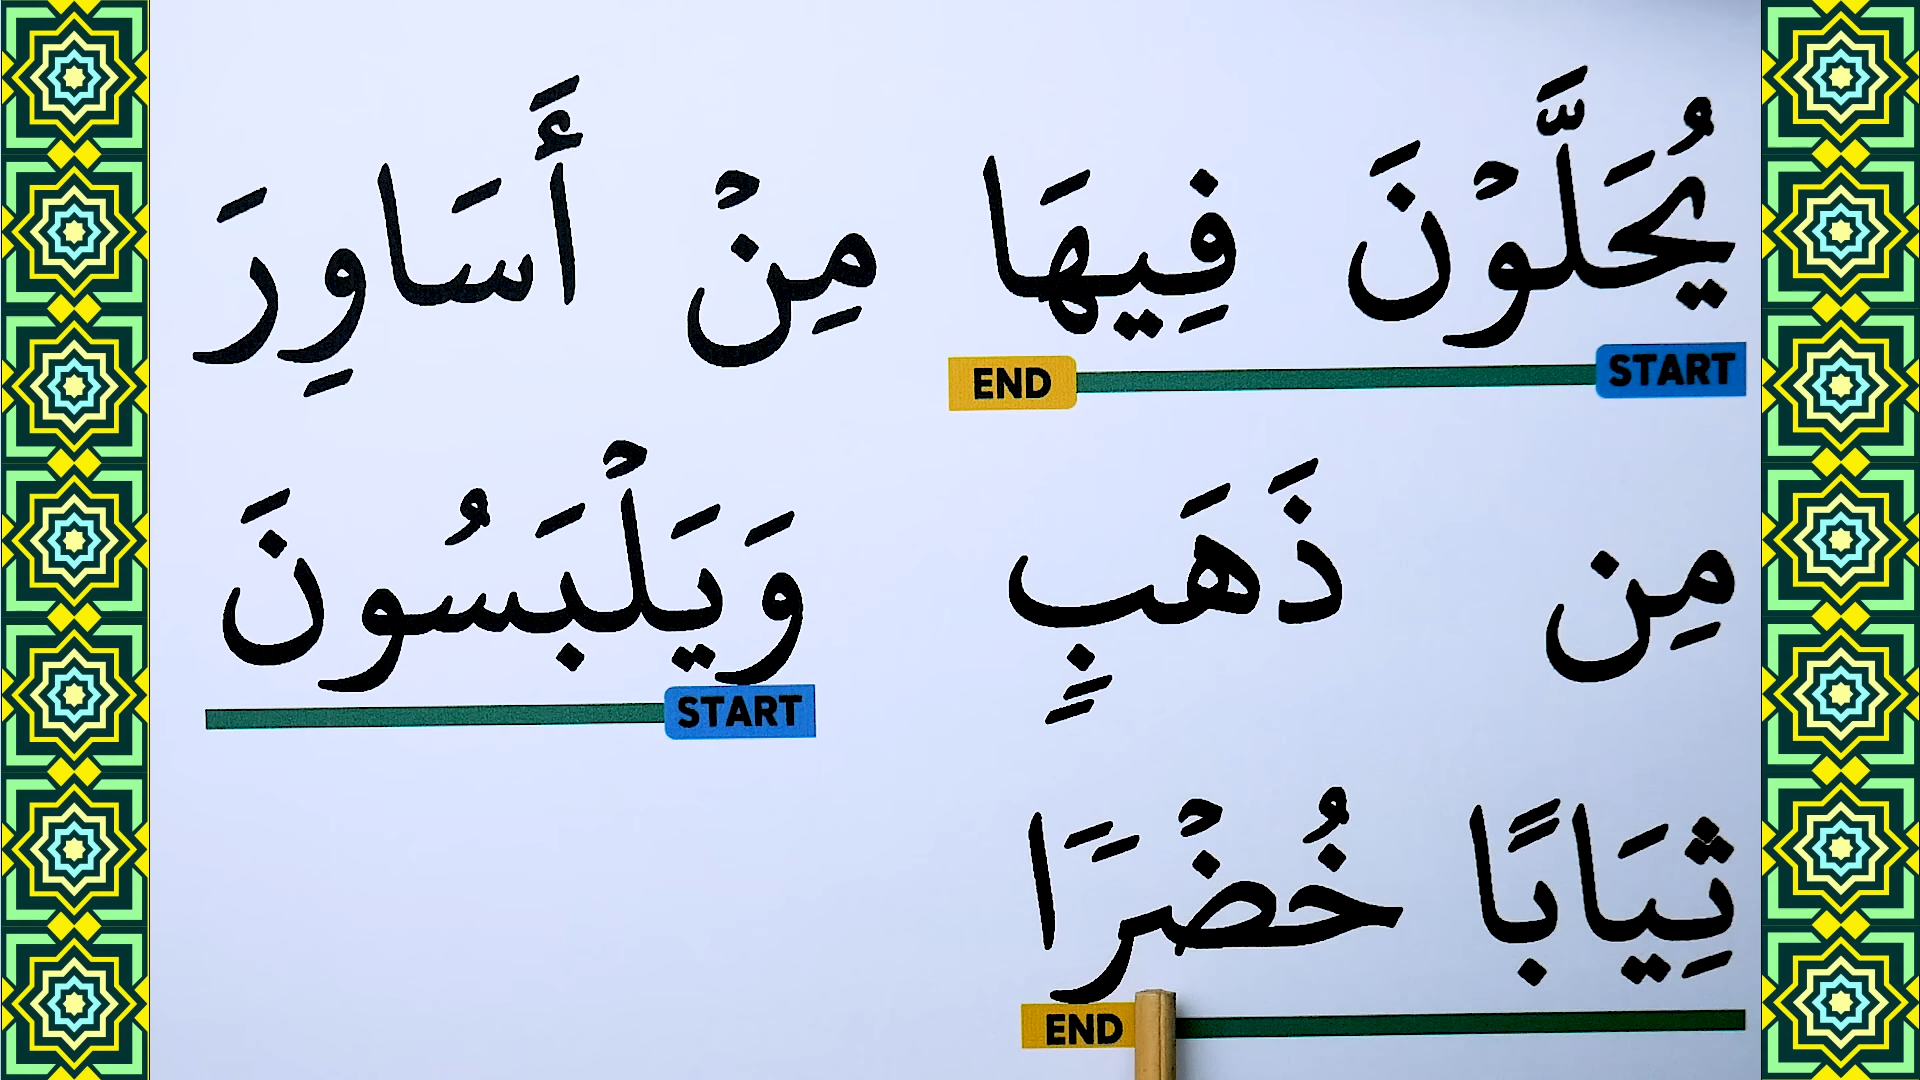 يُحَلَّوۡنَ فِيهَا مِنۡ أَسَاوِرَ
START END
مِن ذَهَبٖ وَيَلۡبَسُونَ
START
ثِيَابًا خُضۡرٗا
END